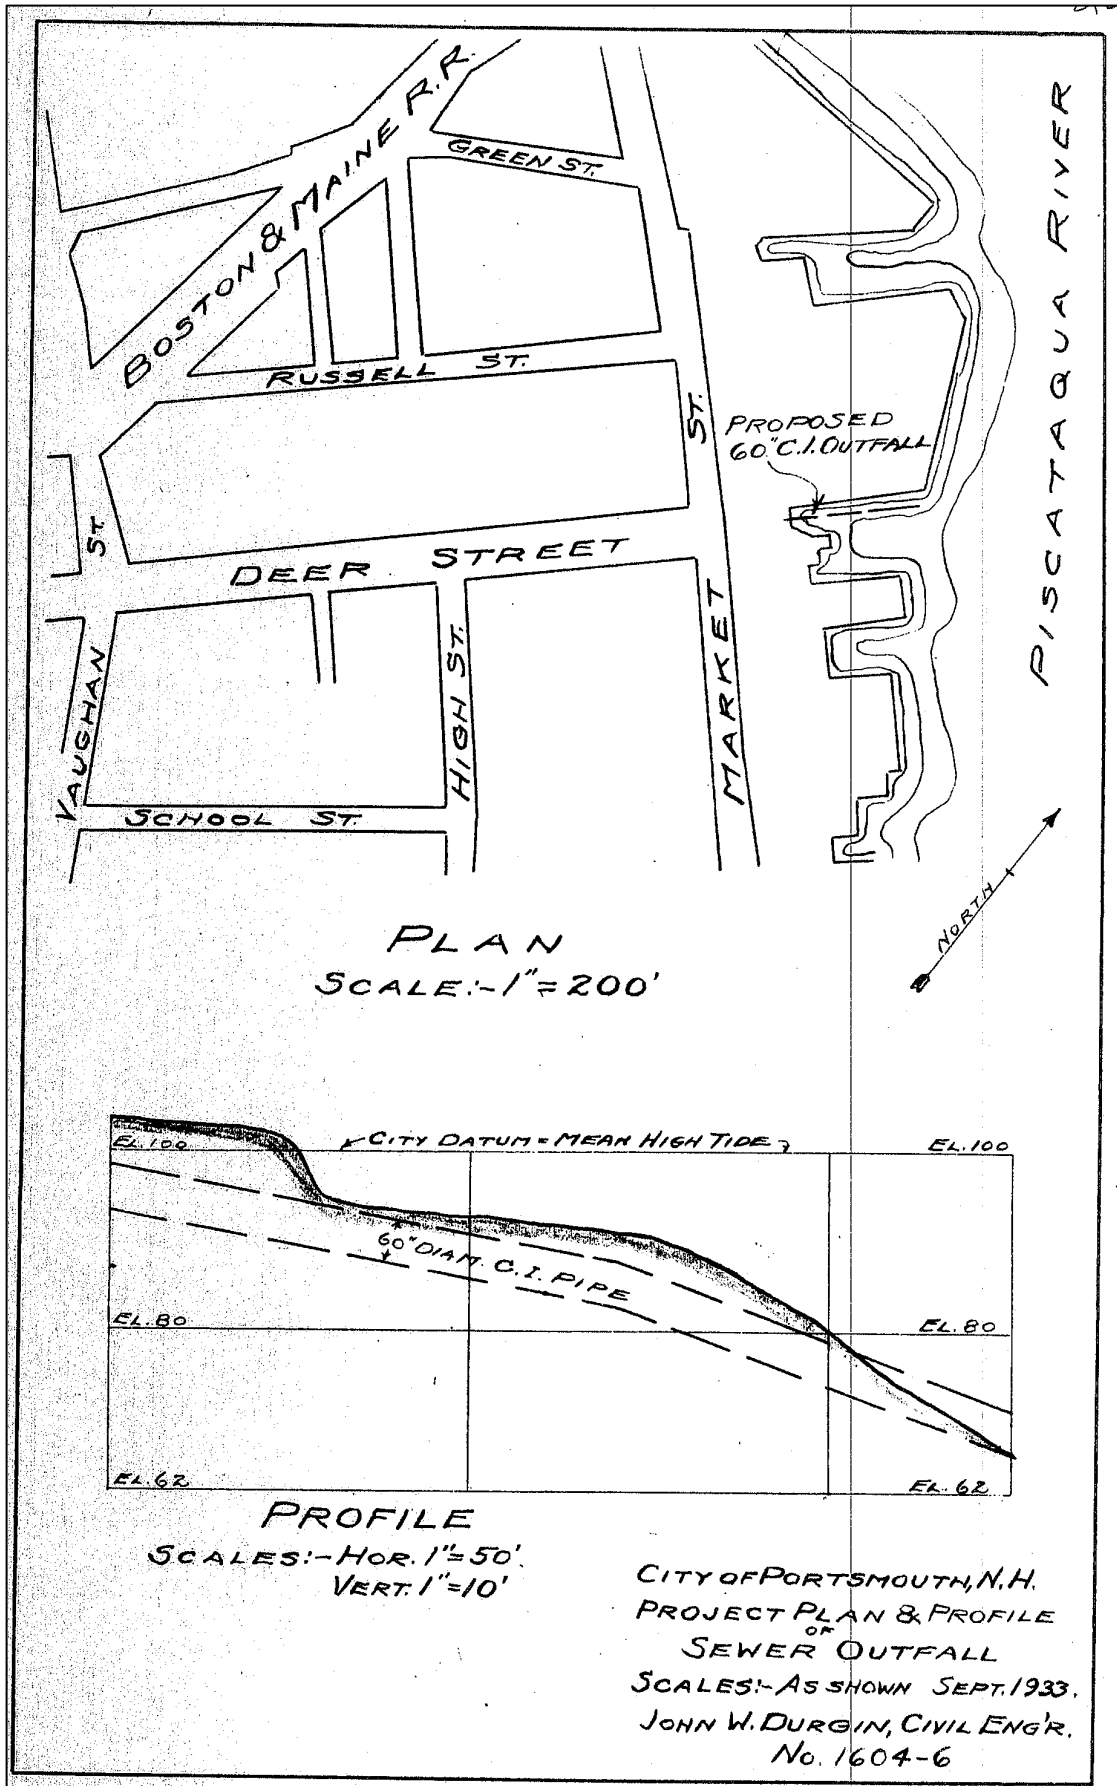 BOSTON & MAINE R.R.
GREEN ST.
RUSSELL ST.
PISCATAQUA RIVER
PROPOSED
60" C.I. OUTFALL
ST.
MARKET
ST
VAUGHAN
DEER STREET
HIGH ST.
SCHOOL ST.
NORTH
PLAN
SCALE:-1"=200'
EL. 100
CITY DATUM = MEAN HIGH TIDE
EL. 100
60" DIAM. C. I. PIPE
EL. 80
EL. 80
EL. 62
EL. 62
PROFILE
SCALES:-HOR. 1"=50'.
VERT. 1"=10'
CITY OF PORTSMOUTH, N.H.
PROJECT PLAN & PROFILE
OF
SEWER OUTFALL
SCALES:-AS SHOWN SEPT. 1933.
JOHN W. DURGIN, CIVIL ENG'R.
No. 1604-6